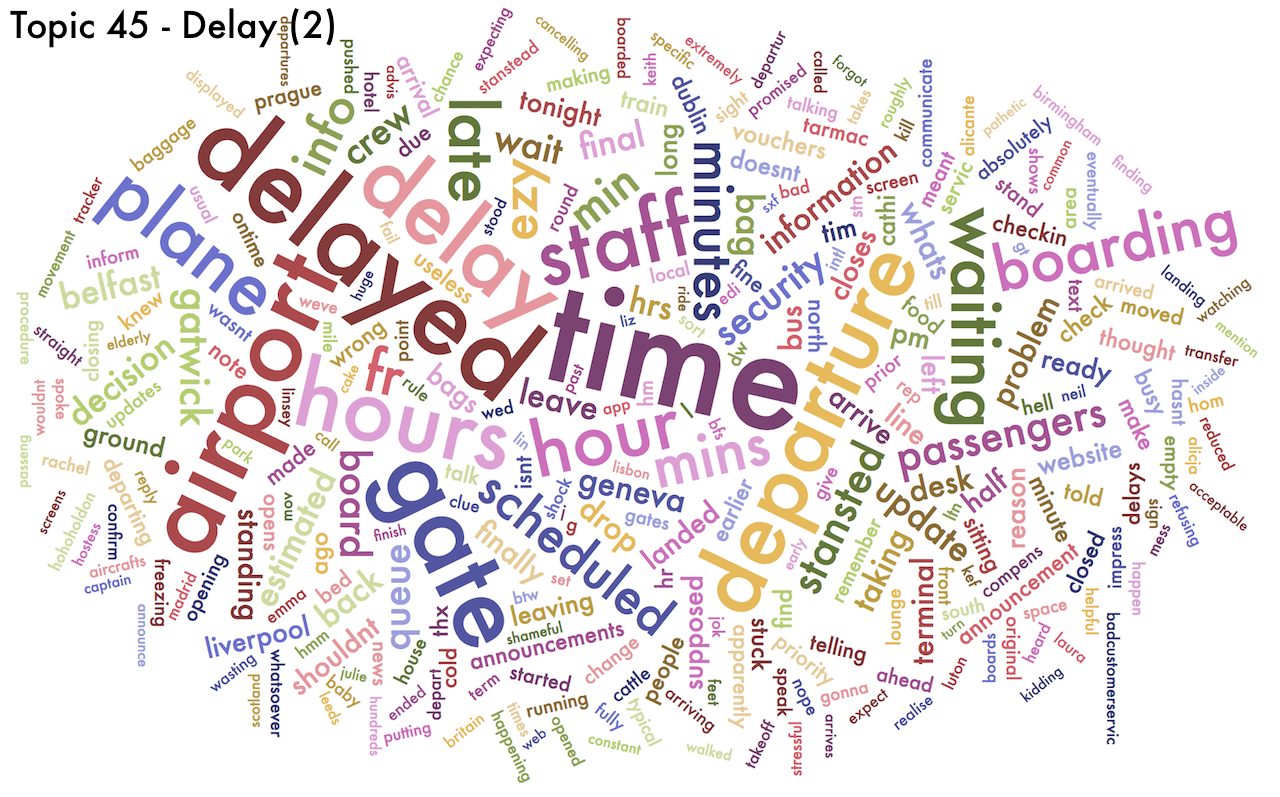 Topic 45 - Delay (2)
departures
pushed
hotel
advis
arrival
chance
expecting
stanstead
cancelling
making
boarded
keith
specific
extremely
departur
promised
called
forgot
displayed
prague
info
crew
due
late
tonight
wait
final
train
long
dublin
sight
vouchers
talking
tarmac
takes
roughly
kill
communicate
alicante
pathetic
birmingham
baggage
delayed
delay
ezy
stood
round
min
minutes
doesnt
bag
sxf
bad
information
screen
stn
cathi
meant
servic
absolutely
shows
common
stand
area
eventually
finding
tracker
plane
usual
ontime
fail
useless
staff
local
fine
edi
ride
sort
security
tim
intl
closes
whats
waiting
checkin
gt
boarding
movement
inform
belfast
knew
wasnt
weve
huge
hrs
liz
time
dw
bus
north
departure
food
till
pm
text
arrived
landing
watching
moved
check
mention
procedure
straight
closing
elderly
gatwick
decision
updates
note
airport
mile
wrong
point
cake
fr
rule
bags
wed
leave
past
app
hm
prior
left
rep
line
arrive
problem
ready
thought
transfer
hell
neil
busy
hasnt
inside
hom
wouldnt
spoke
ground
park
linsey
hours
hour
/
bfs
mins
passengers
make
reduced
passeng
rachel
departing
reply
made
call
board
talk
lin
isnt
lisbon
give
earlier
stansted
desk
half
website
told
delays
empty
alicja
acceptable
screens
hohoholdon
hostess
confirm
standing
opens
mov
estimated
ago
gate
clue
scheduled
shock
geneva
ig
drop
gates
landed
early
remember
update
taking
ltn
sitting
reason
minute
sign
refusing
mess
aircrafts
captain
freezing
madrid
opening
finish
queue
finally
set
hr
kef
compens
closed
impress
announcement
happen
announce
emma
bed
back
btw
leaving
thx
shameful
announcements
supposed
jok
find
lounge
terminal
front
south
turn
space
helpful
liverpool
hmm
shouldnt
news
house
cold
change
people
apparently
stuck
priority
telling
original
heard
laura
badcustomerservic
wasting
whatsoever
julie
baby
leeds
scotland
term
started
cattle
feet
speak
nope
gonna
ahead
luton
boards
kidding
hundreds
ended
depart
putting
britain
times
running
web
opened
fully
typical
arriving
walked
takeoff
stressful
arrives
expect
realise
happening
constant